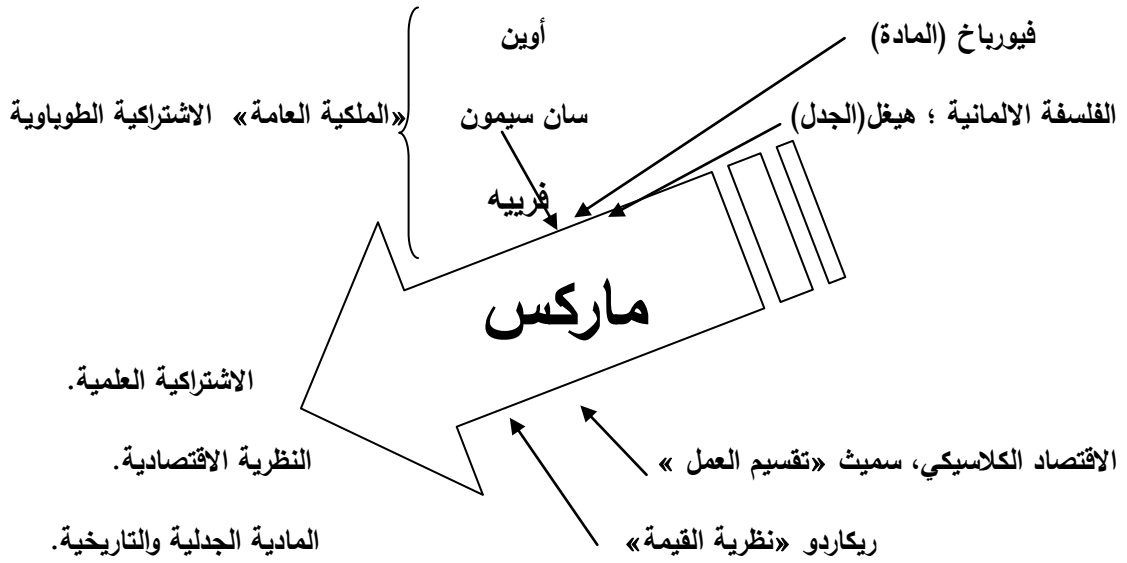 فيورباخ (المادة)
أوين
الفلسفة الالمانية ؛ هيغل(الجدل)
سان سيمون
«الملكية العامة» الاشتراكية الطوباوية
فرييه
ماركس
الاشتراكية العلمية.
الاقتصاد الكلاسيكي، سميث «تقسيم العمل »
النظرية الاقتصادية.
ريكاردو «نظرية القيمة»
المادية الجدلية والتاريخية.